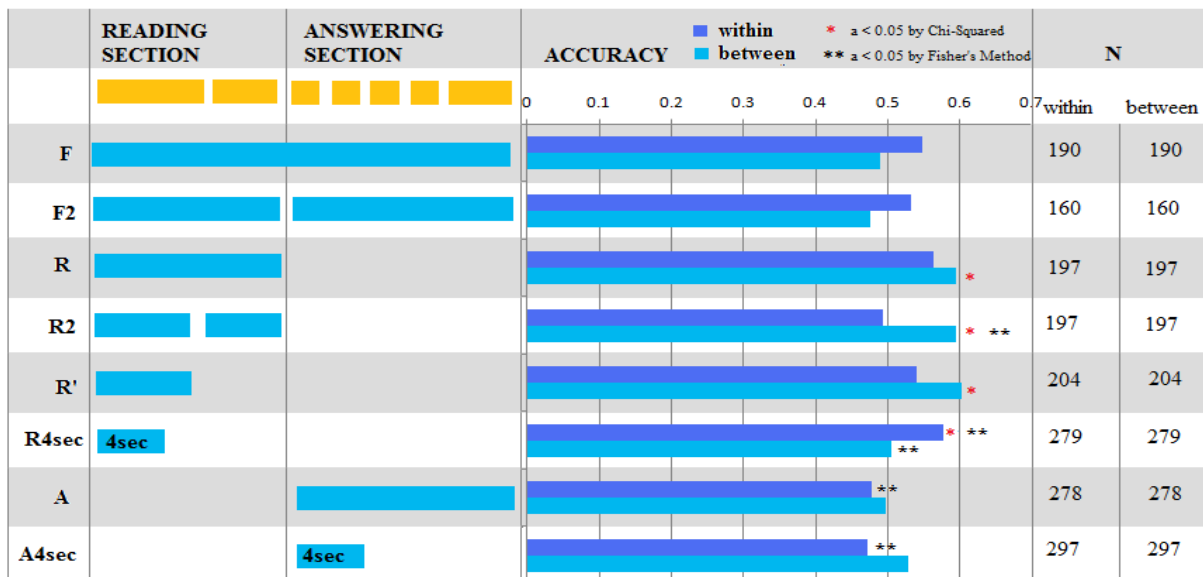 READING SECTION
ANSWERING SECTION
ACCURACY
within
between
* a < 0.05 by Chi-Squared
** a < 0.05 by Fisher's Method
N
0 0.1 0.2 0.3 0.4 0.5 0.6 0.7
within between
F 190 190
F2 160 160
R * 197 197
R2 * ** 197 197
R' * 204 204
R4sec 4sec * ** ** 279 279
A ** 278 278
A4sec 4sec ** 297 297